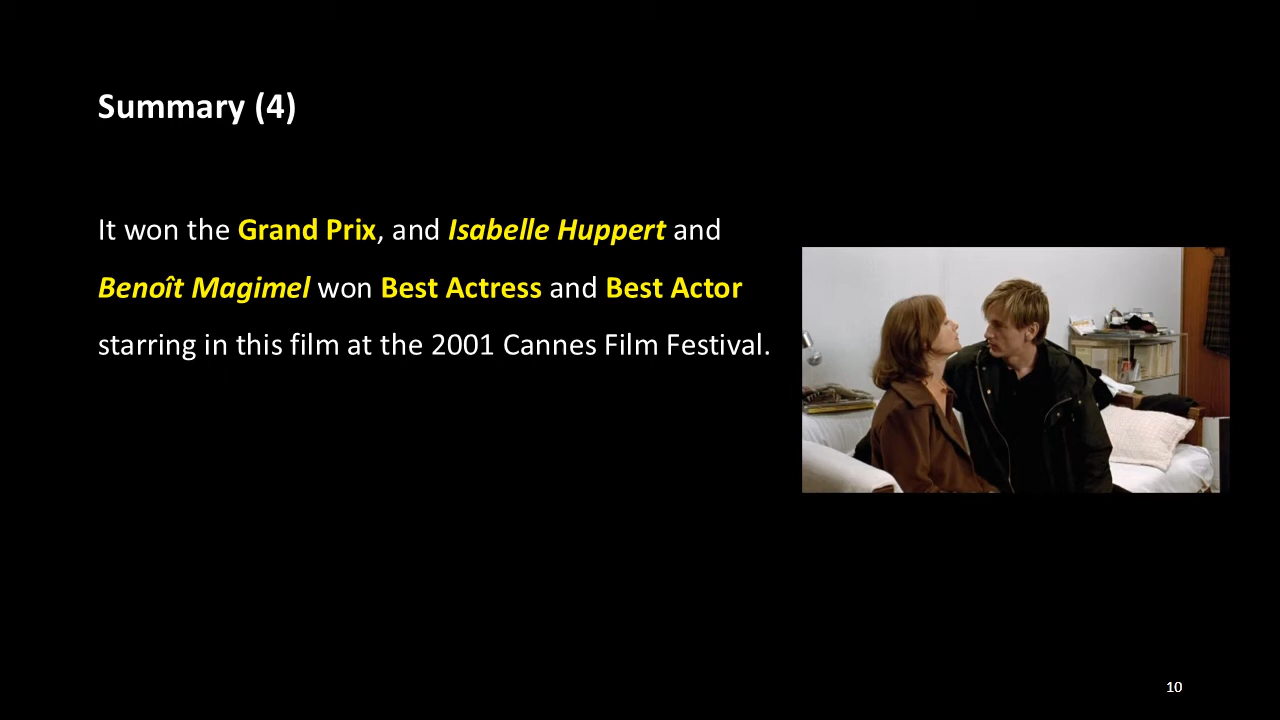 Summary (4)
It won the Grand Prix, and Isabelle Huppert and
Benoît Magimel won Best Actress and Best Actor
starring in this film at the 2001 Cannes Film Festival.
10